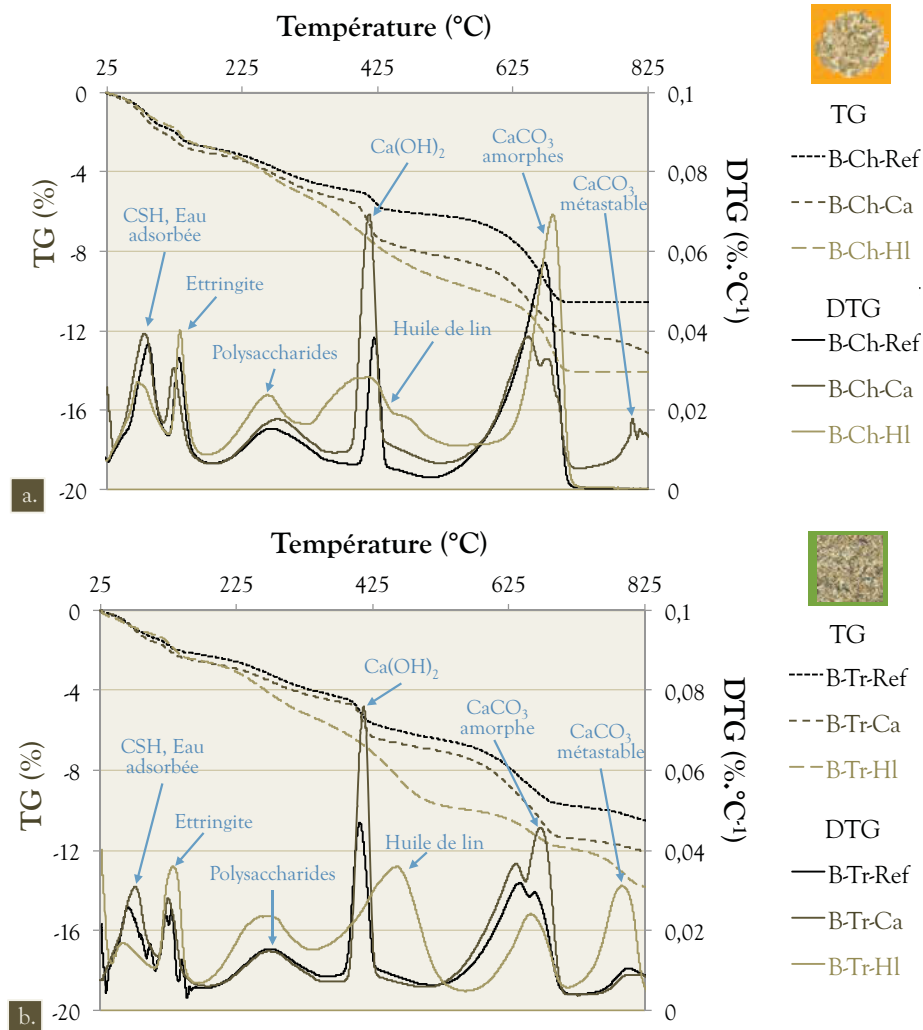 Température (°C)
25 225 425 625 825
0 0,1
-4 0,08
-8 0,06
-12 0,04
-16 0,02
-20 0
TG (%)
DTG (%.°C⁻¹)
Ca(OH)₂
CaCO₃
amorphes
CaCO₃
métastable
CSH, Eau
adsorbée
Ettringite
Polysaccharides
Huile de lin
a.
TG
B-Ch-Ref
B-Ch-Ca
B-Ch-Hl
DTG
B-Ch-Ref
B-Ch-Ca
B-Ch-Hl
Température (°C)
25 225 425 625 825
0 0,1
-4 0,08
-8 0,06
-12 0,04
-16 0,02
-20 0
TG (%)
DTG (%.°C⁻¹)
Ca(OH)₂
CaCO₃
amorphe
CaCO₃
métastable
CSH, Eau
adsorbée
Ettringite
Huile de lin
Polysaccharides
b.
TG
B-Tr-Ref
B-Tr-Ca
B-Tr-Hl
DTG
B-Tr-Ref
B-Tr-Ca
B-Tr-Hl